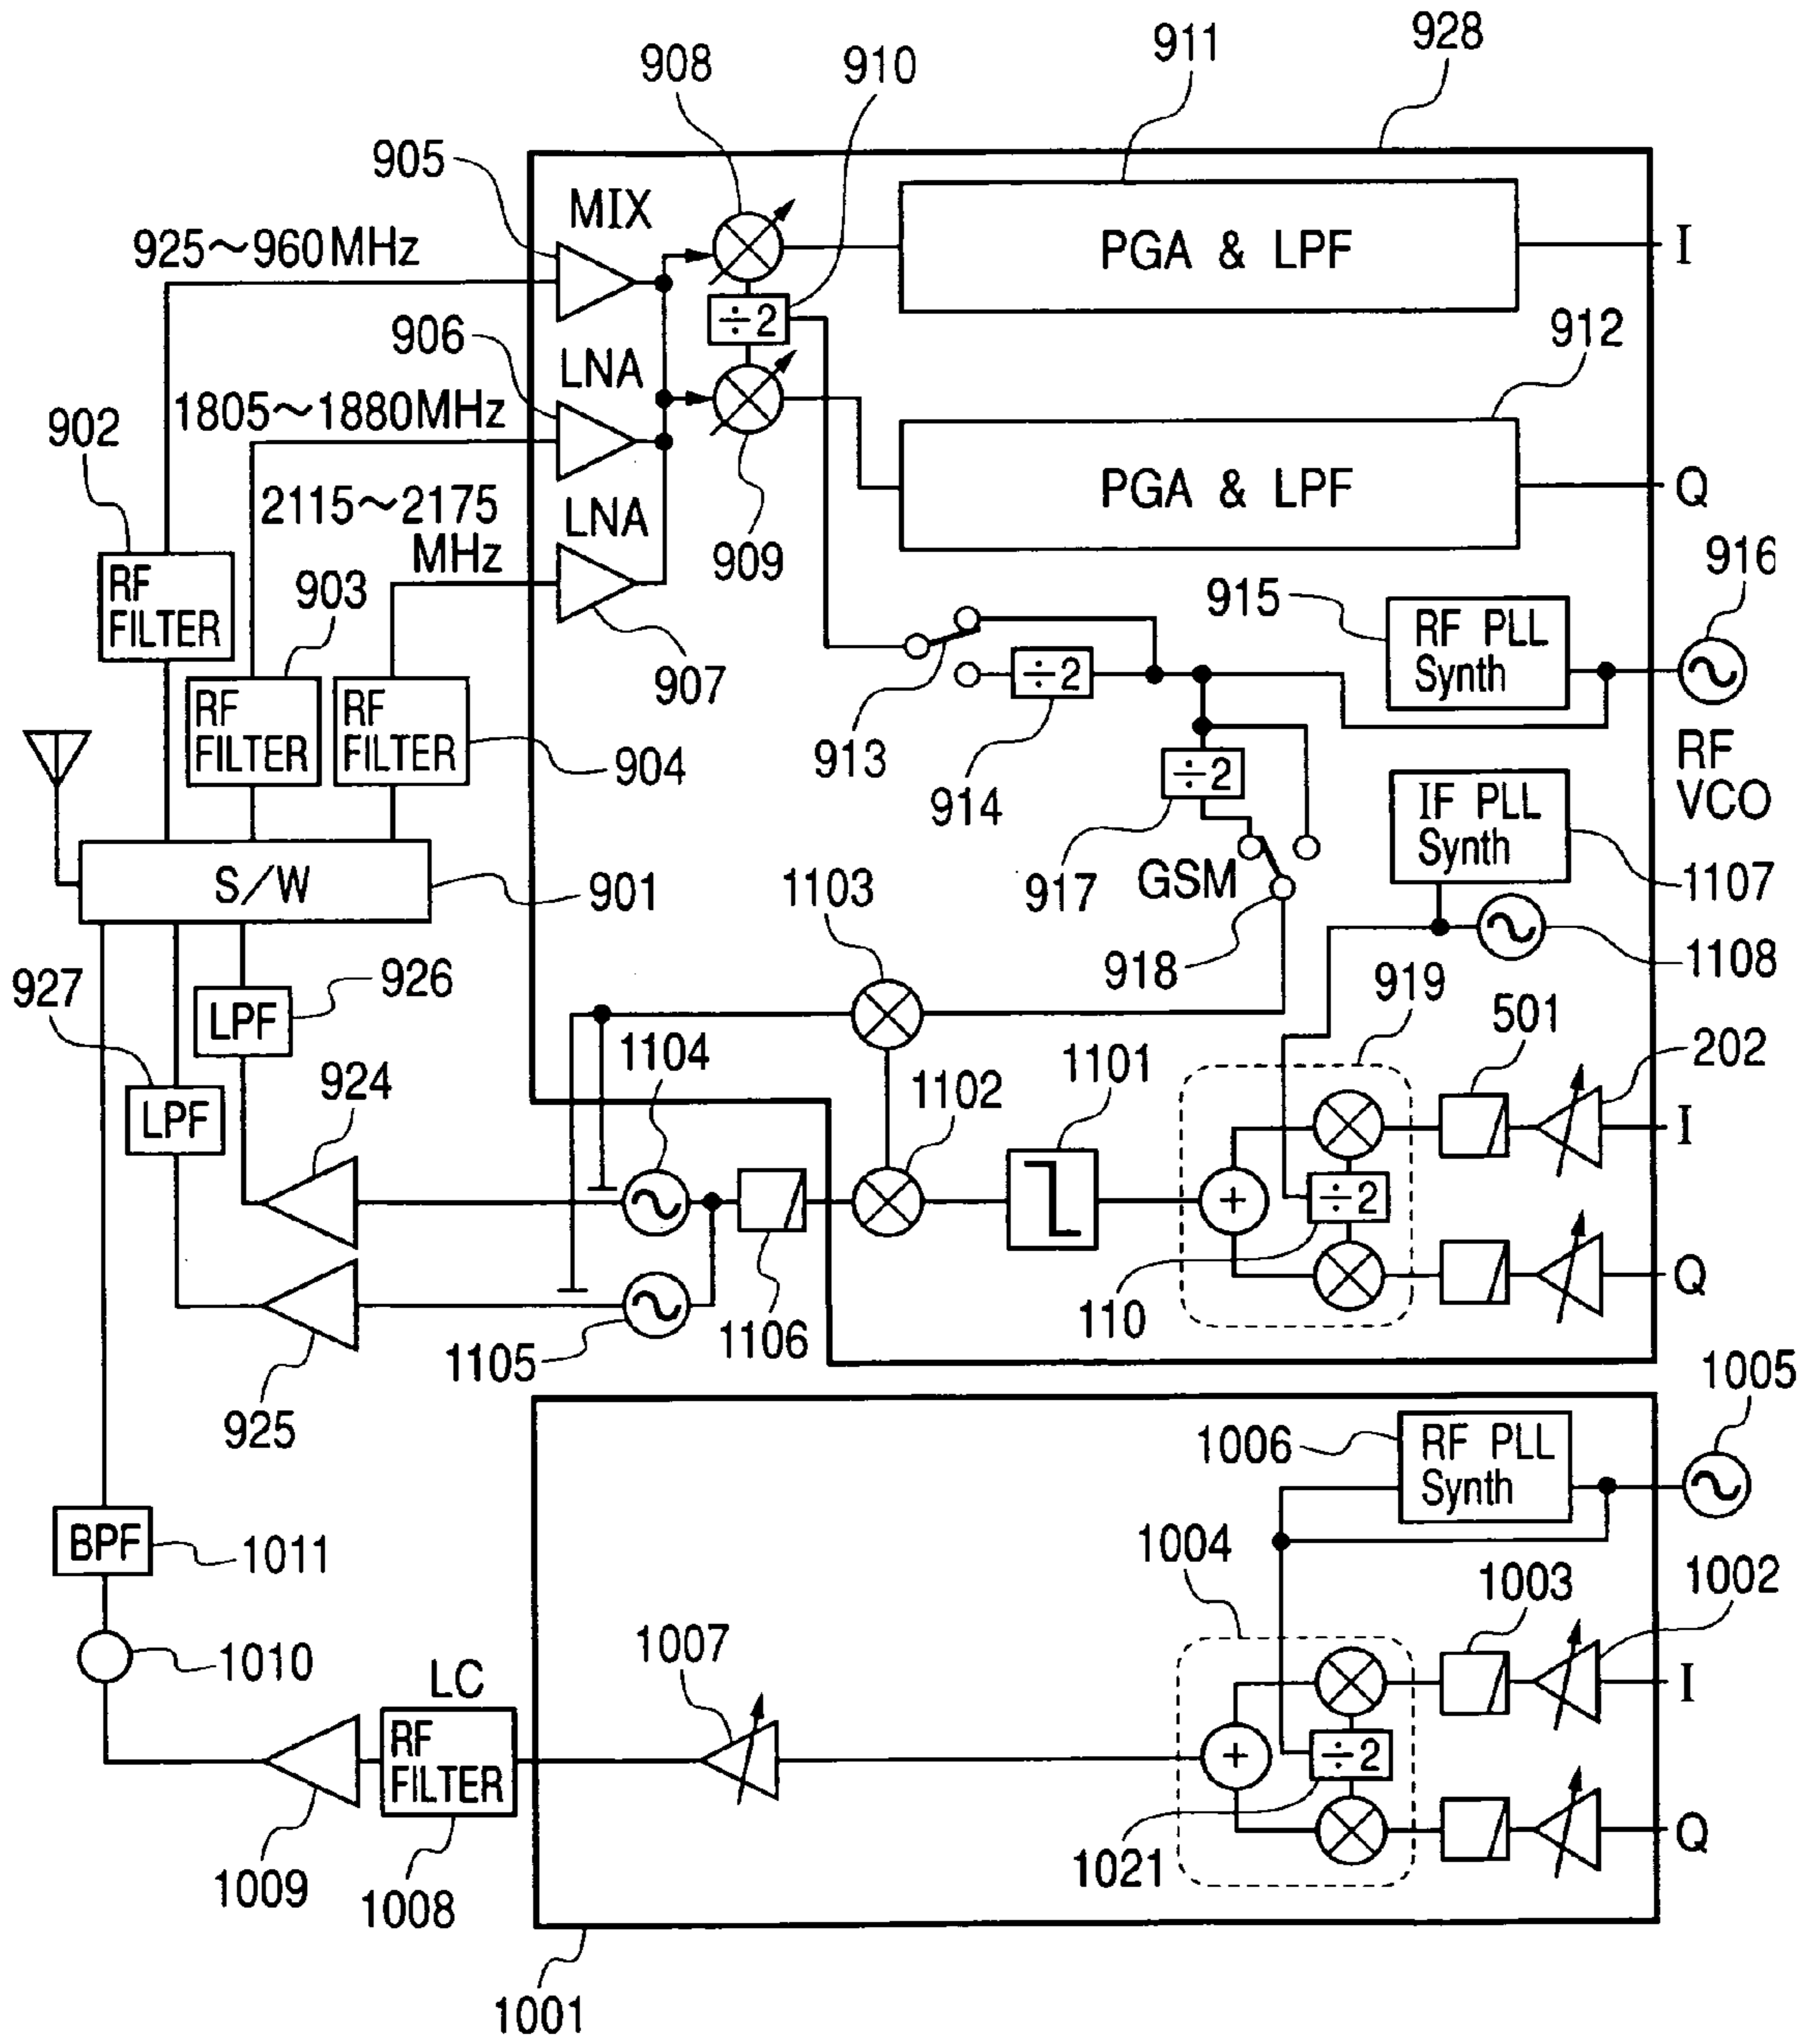 911
928
908
910
905
MIX
PGA & LPF
I
925~960MHz
÷2
906
912
LNA
1805~1880MHz
902
PGA & LPF
Q
2115~2175
MHz
LNA
909
916
915
RF
FILTER
903
RF PLL
Synth
907
÷2
RF
FILTER
RF
FILTER
904
913
914
÷2
RF
VCO
IF PLL
Synth
S/W
901
917
GSM
1107
1103
918
1108
927
926
919
501
LPF
1104
1101
202
LPF
924
1102
I
+
÷2
110
Q
1106
1105
925
1005
1006
RF PLL
Synth
BPF
1011
1004
1003
1002
1010
LC
1007
I
RF
FILTER
+
÷2
1009
1008
1021
Q
1001